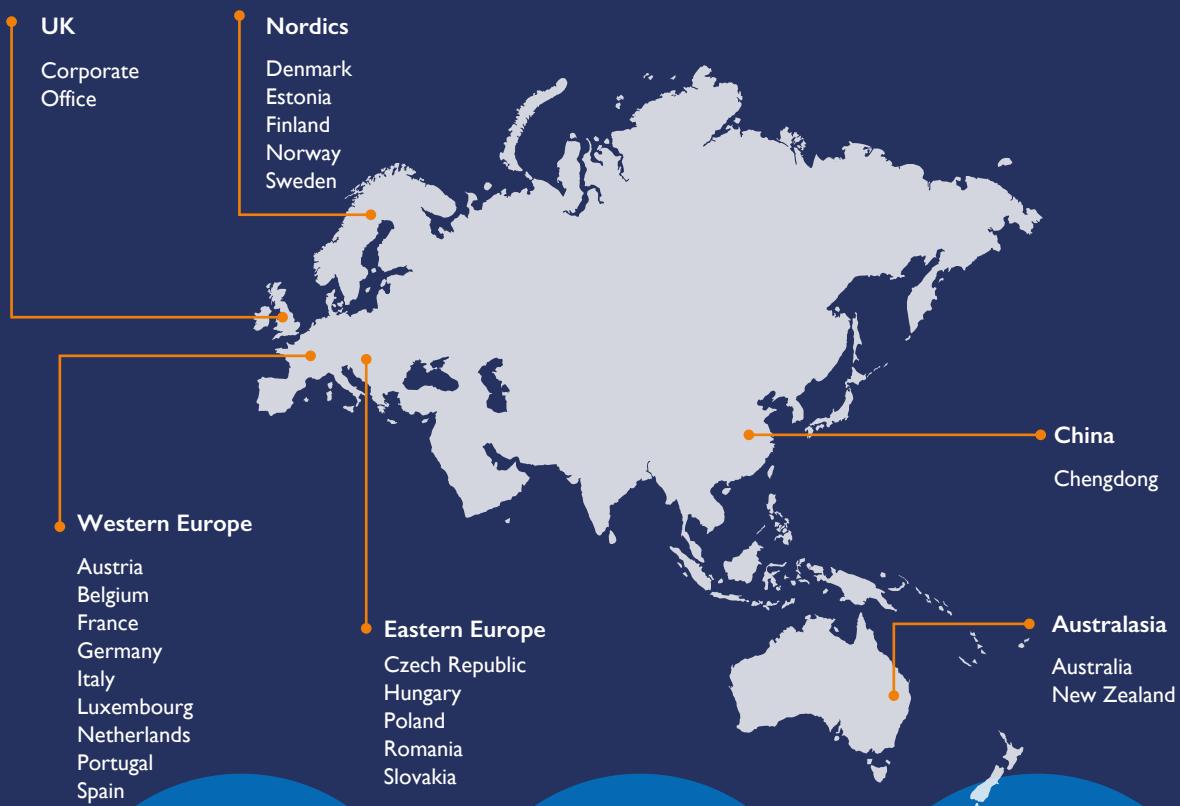 UK
Corporate
Office
Nordics
Denmark
Estonia
Finland
Norway
Sweden
China
Chengdong
Western Europe
Austria
Belgium
France
Germany
Italy
Luxembourg
Netherlands
Portugal
Spain
Eastern Europe
Czech Republic
Hungary
Poland
Romania
Slovakia
Australasia
Australia
New Zealand